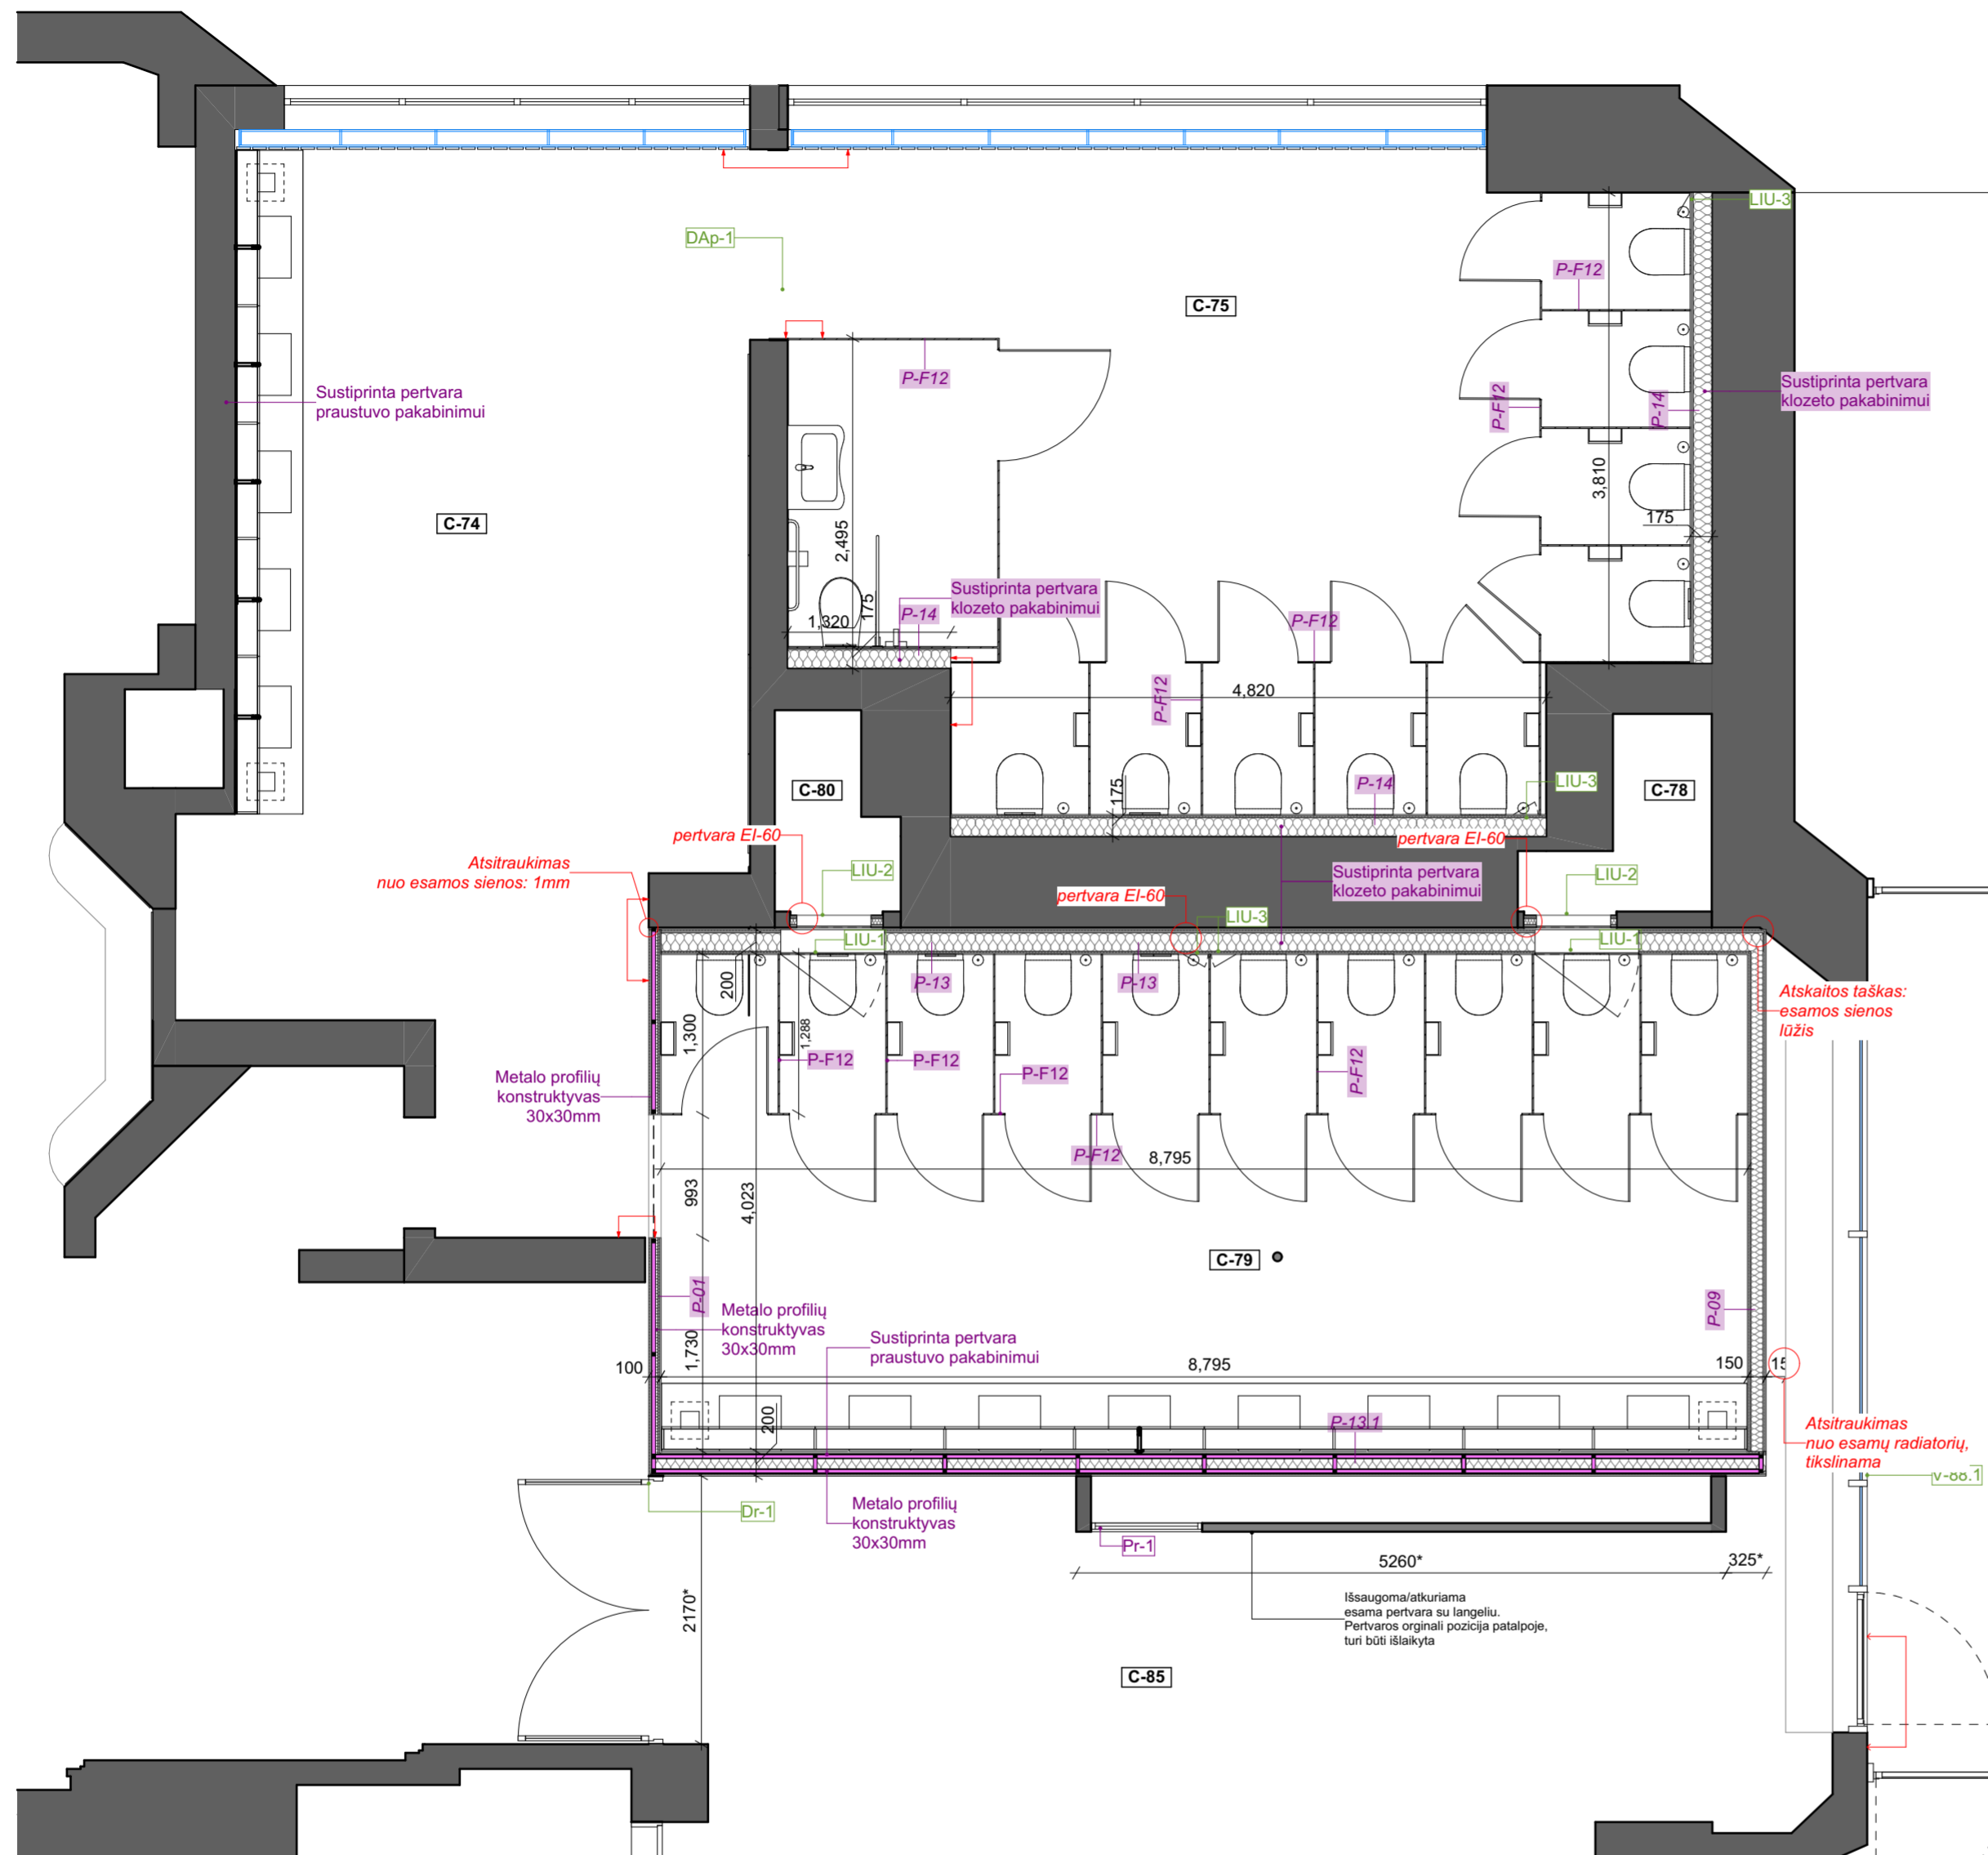 LIU-3
DAp-1
C-75
P-F12
P-F12
Sustiprinta pertvara
praustuvo pakabinimui
Sustiprinta pertvara
klozeto pakabinimui
P-F12
P-14
3,810
C-74
175
2,495
Sustiprinta pertvara
klozeto pakabinimui
175
P-14
1,320
P-F12
P-F12
4,820
C-80
P-14
LIU-3
C-78
175
pertvara EI-60
pertvara EI-60
Atsitraukimas
nuo esamos sienos: 1mm
LIU-2
Sustiprinta pertvara
klozeto pakabinimui
LIU-2
pertvara EI-60
LIU-3
LIU-1
LIU-1
200
P-13
P-13
Atskaitos taškas:
esamos sienos
lūžis
1,300
1,288
P-F12
P-F12
P-F12
P-F12
Metalo profilių
konstruktyvas
30x30mm
P-F12
8,795
993
4,023
C-79
P-01
P-09
Metalo profilių
konstruktyvas
30x30mm
Sustiprinta pertvara
praustuvo pakabinimui
1,730
100
8,795
150
15
200
P-13.1
Atsitraukimas
nuo esamų radiatorių,
tikslinama
V-88.1
Dr-1
Metalo profilių
konstruktyvas
30x30mm
Pr-1
5260*
325*
2170*
Išsaugoma/atkuriama
esama pertvara su langeliu.
Pertvaros orginali pozicija patalpoje,
turi būti išlaikyta
C-85